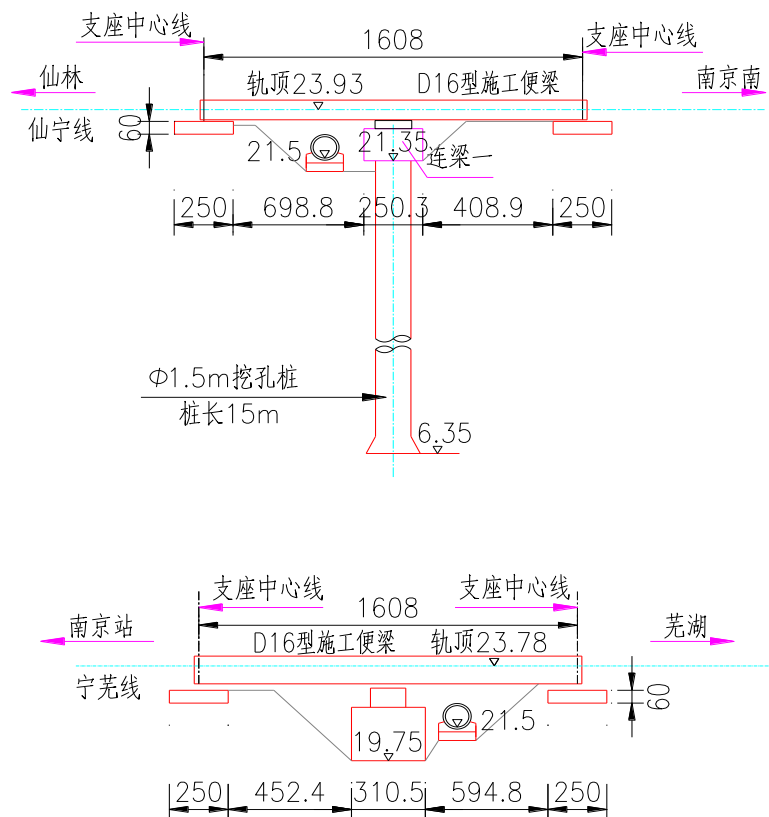 支座中心线
1608
支座中心线
仙林
轨顶23.93
D16型施工便梁
南京南
仙宁线
60
21.5
21.35
连梁一
250
698.8
250.3
408.9
250
Φ1.5m挖孔桩
桩长15m
6.35
支座中心线
支座中心线
1608
南京站
D16型施工便梁
轨顶23.78
芜湖
宁芜线
60
21.5
19.75
250
452.4
310.5
594.8
250